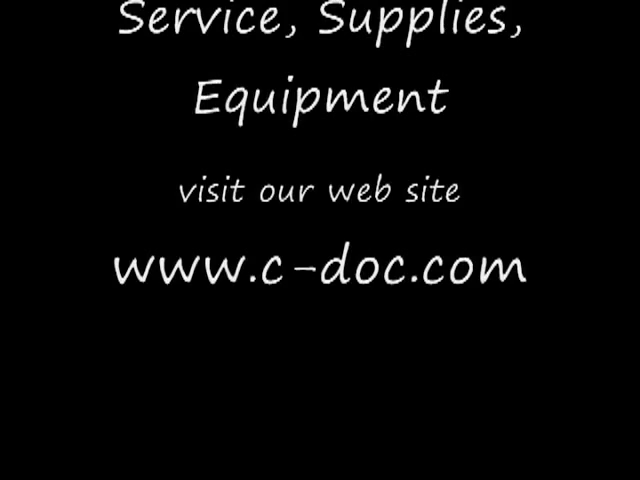 Service, Supplies,
Equipment
visit our web site
www.c-doc.com